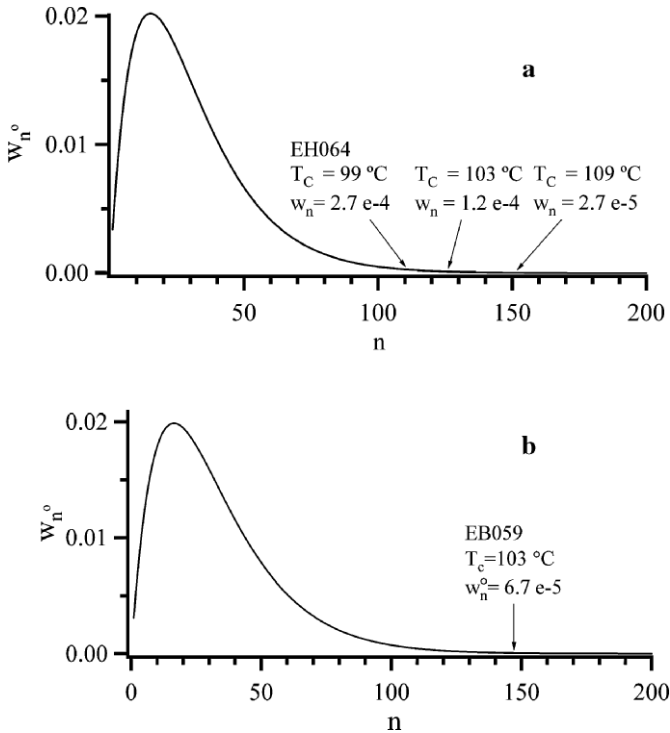 0.02
a
W_n^o
0.01
EH064
T_C = 99 ºC
w_n = 2.7 e-4
T_C = 103 ºC
w_n = 1.2 e-4
T_C = 109 ºC
w_n = 2.7 e-5
0.00
50 100 150 200
n
0.02
b
W_n^o
0.01
EB059
T_c=103 °C
w_n^o= 6.7 e-5
0.00
0 50 100 150 200
n